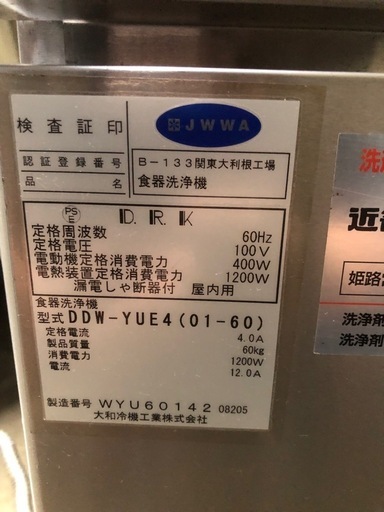 検査証印
JWWA
認証登録番号 B-133関東大利根工場
品名 食器洗浄機
PSE D.R.K
定格周波数 60Hz
定格電圧 100V
電動機定格消費電力 400W
電熱装置定格消費電力 1200W
漏電しゃ断器付 屋内用
食器洗浄機
型式 DDW-YUE4(01-60)
定格電流 4.0A
製品質量 60kg
消費電力 1200W
電流 12.0A
製造番号 WYU60142 08205
大和冷機工業株式会社
洗
近
姫路
洗浄剤
洗浄剤